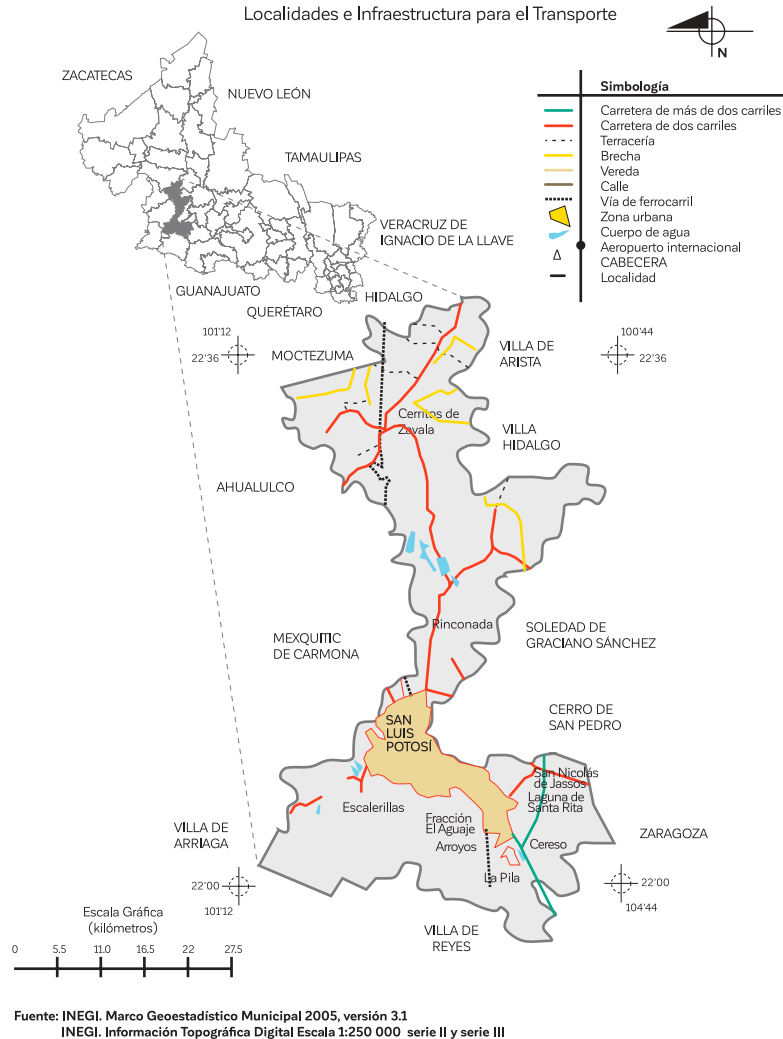 Localidades e Infraestructura para el Transporte
N
ZACATECAS
NUEVO LEÓN
TAMAULIPAS
VERACRUZ DE
IGNACIO DE LA LLAVE
GUANAJUATO
QUERÉTARO
HIDALGO
Simbología
Carretera de más de dos carriles
Carretera de dos carriles
Terracería
Brecha
Vereda
Calle
Vía de ferrocarril
Zona urbana
Cuerpo de agua
Aeropuerto internacional
CABECERA
Localidad
101'12
22'36
100'44
22'36
MOCTEZUMA
VILLA DE
ARISTA
Cerritos de
Zavala
VILLA
HIDALGO
AHUALULCO
Rinconada
MEXQUITIC
DE CARMONA
SOLEDAD DE
GRACIANO SÁNCHEZ
SAN
LUIS
POTOSÍ
CERRO DE
SAN PEDRO
San Nicolás
de Jassos
Laguna de
Santa Rita
Escalerillas
Fracción
El Aguaje
Arroyos
Cereso
La Pila
VILLA DE
ARRIAGA
ZARAGOZA
22'00
101'12
22'00
104'44
VILLA DE
REYES
Escala Gráfica
(kilómetros)
0 5.5 11.0 16.5 22 27.5
Fuente: INEGI. Marco Geoestadístico Municipal 2005, versión 3.1
INEGI. Información Topográfica Digital Escala 1:250 000 serie II y serie III